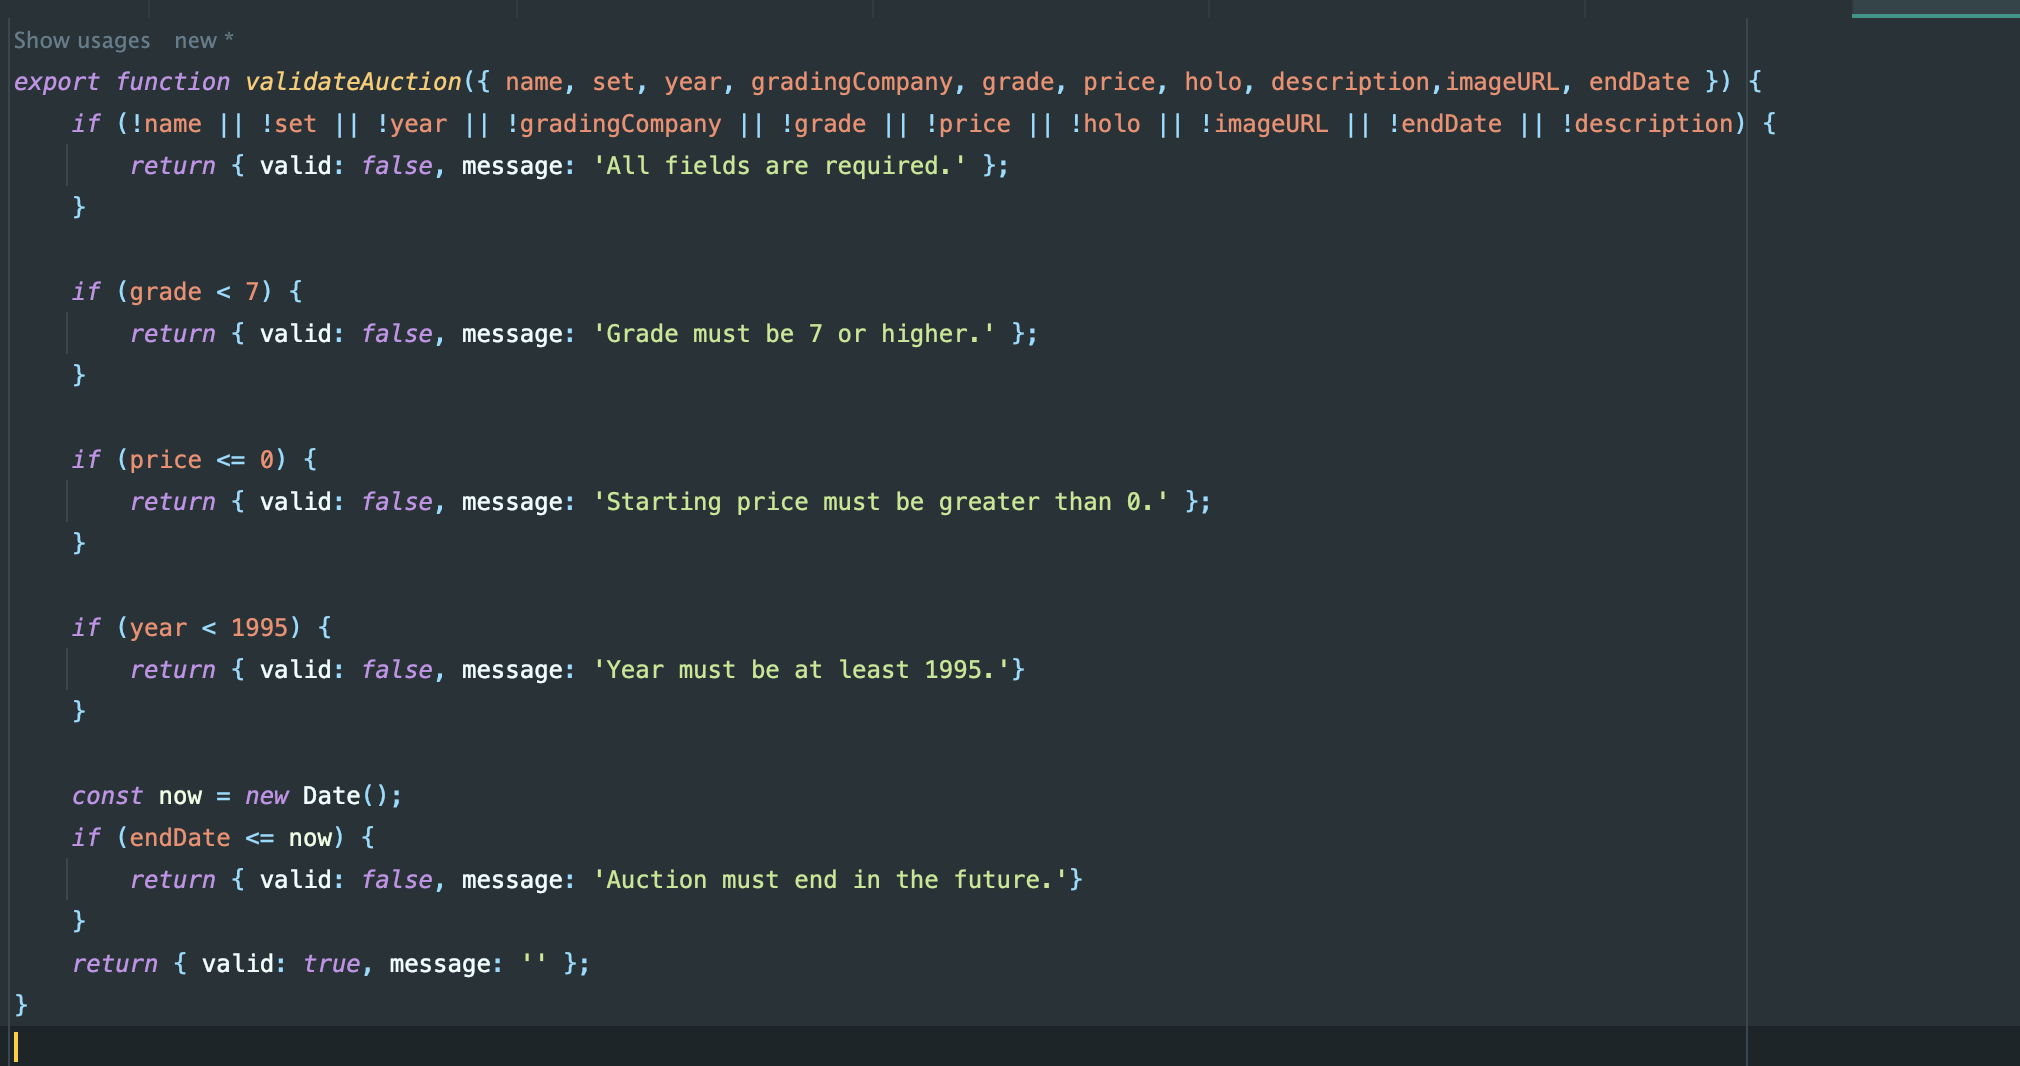 Show usages   new *
export function validateAuction({ name, set, year, gradingCompany, grade, price, holo, description,imageURL, endDate }) {
    if (!name || !set || !year || !gradingCompany || !grade || !price || !holo || !imageURL || !endDate || !description) {
        return { valid: false, message: 'All fields are required.' };
    }

    if (grade < 7) {
        return { valid: false, message: 'Grade must be 7 or higher.' };
    }

    if (price <= 0) {
        return { valid: false, message: 'Starting price must be greater than 0.' };
    }

    if (year < 1995) {
        return { valid: false, message: 'Year must be at least 1995.'}
    }

    const now = new Date();
    if (endDate <= now) {
        return { valid: false, message: 'Auction must end in the future.'}
    }
    return { valid: true, message: '' };
}